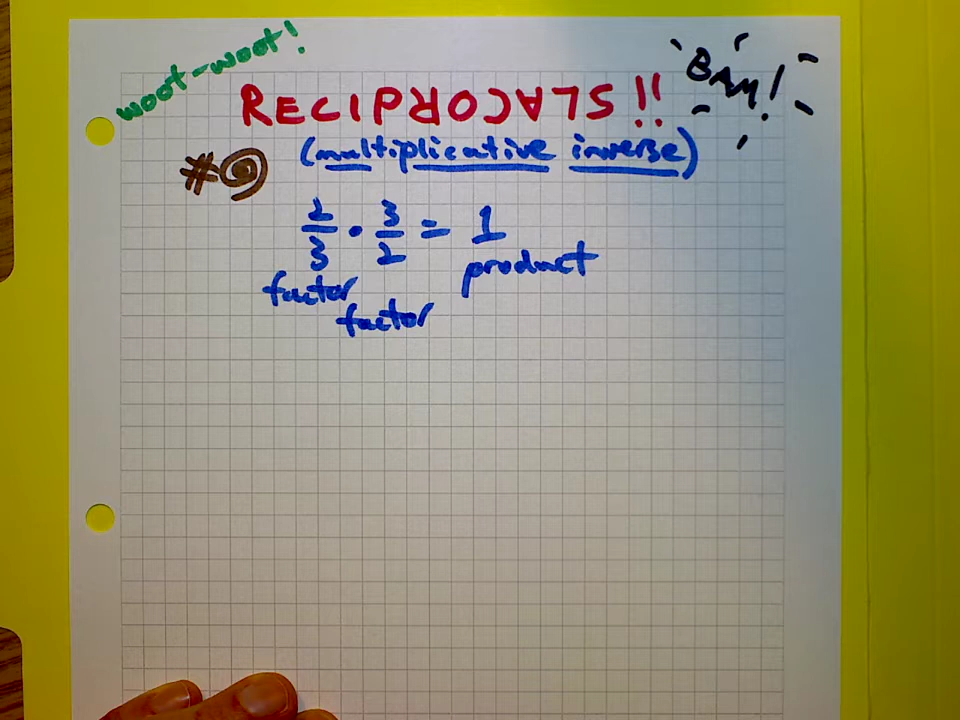 woot-woot!
BAM!
RECIPROCALS!!
(multiplicative inverse)
#9
2/3 · 3/2 = 1
factor
factor
product